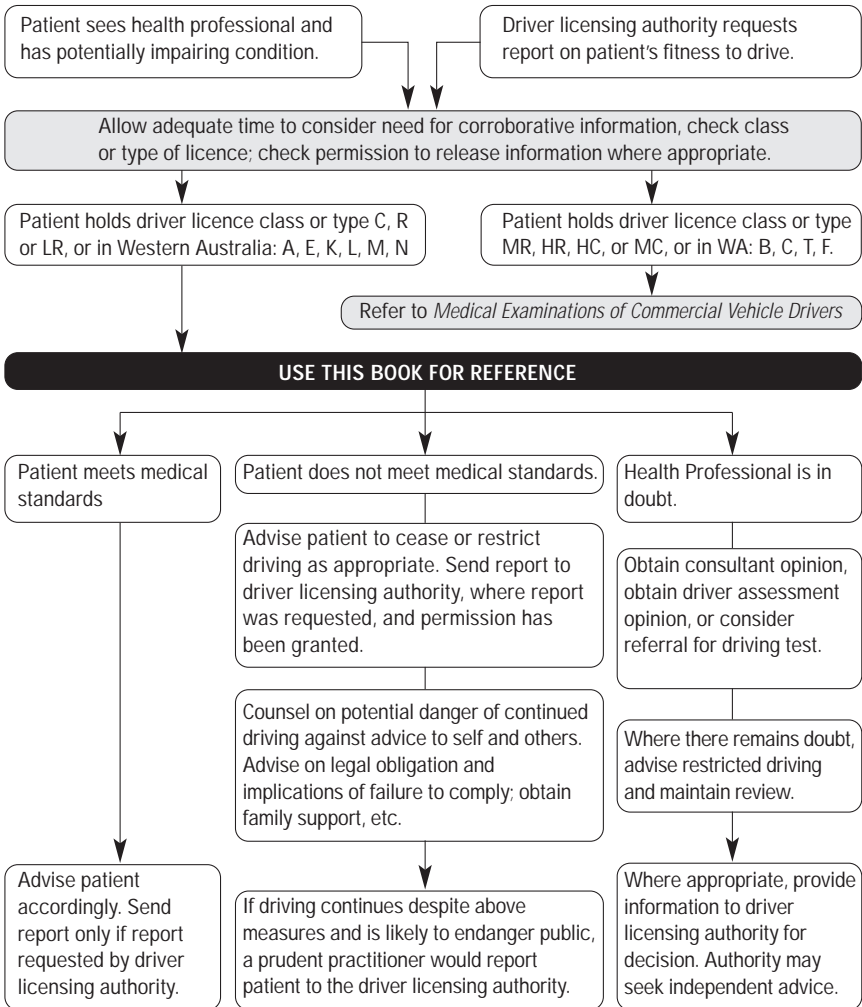 Patient sees health professional and
has potentially impairing condition.
Driver licensing authority requests
report on patient's fitness to drive.
Allow adequate time to consider need for corroborative information, check class
or type of licence; check permission to release information where appropriate.
Patient holds driver licence class or type C, R
or LR, or in Western Australia: A, E, K, L, M, N
Patient holds driver licence class or type
MR, HR, HC, or MC, or in WA: B, C, T, F.
Refer to Medical Examinations of Commercial Vehicle Drivers
USE THIS BOOK FOR REFERENCE
Patient meets medical
standards
Advise patient
accordingly. Send
report only if report
requested by driver
licensing authority.
Patient does not meet medical standards.
Advise patient to cease or restrict
driving as appropriate. Send report to
driver licensing authority, where report
was requested, and permission has
been granted.
Counsel on potential danger of continued
driving against advice to self and others.
Advise on legal obligation and
implications of failure to comply; obtain
family support, etc.
If driving continues despite above
measures and is likely to endanger public,
a prudent practitioner would report
patient to the driver licensing authority.
Health Professional is in
doubt.
Obtain consultant opinion,
obtain driver assessment
opinion, or consider
referral for driving test.
Where there remains doubt,
advise restricted driving
and maintain review.
Where appropriate, provide
information to driver
licensing authority for
decision. Authority may
seek independent advice.